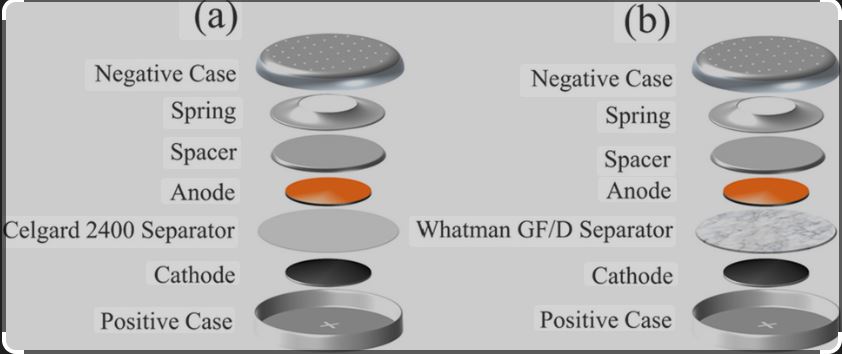 (a)
Negative Case
Spring
Spacer
Anode
Celgard 2400 Separator
Cathode
Positive Case
(b)
Negative Case
Spring
Spacer
Anode
Whatman GF/D Separator
Cathode
Positive Case